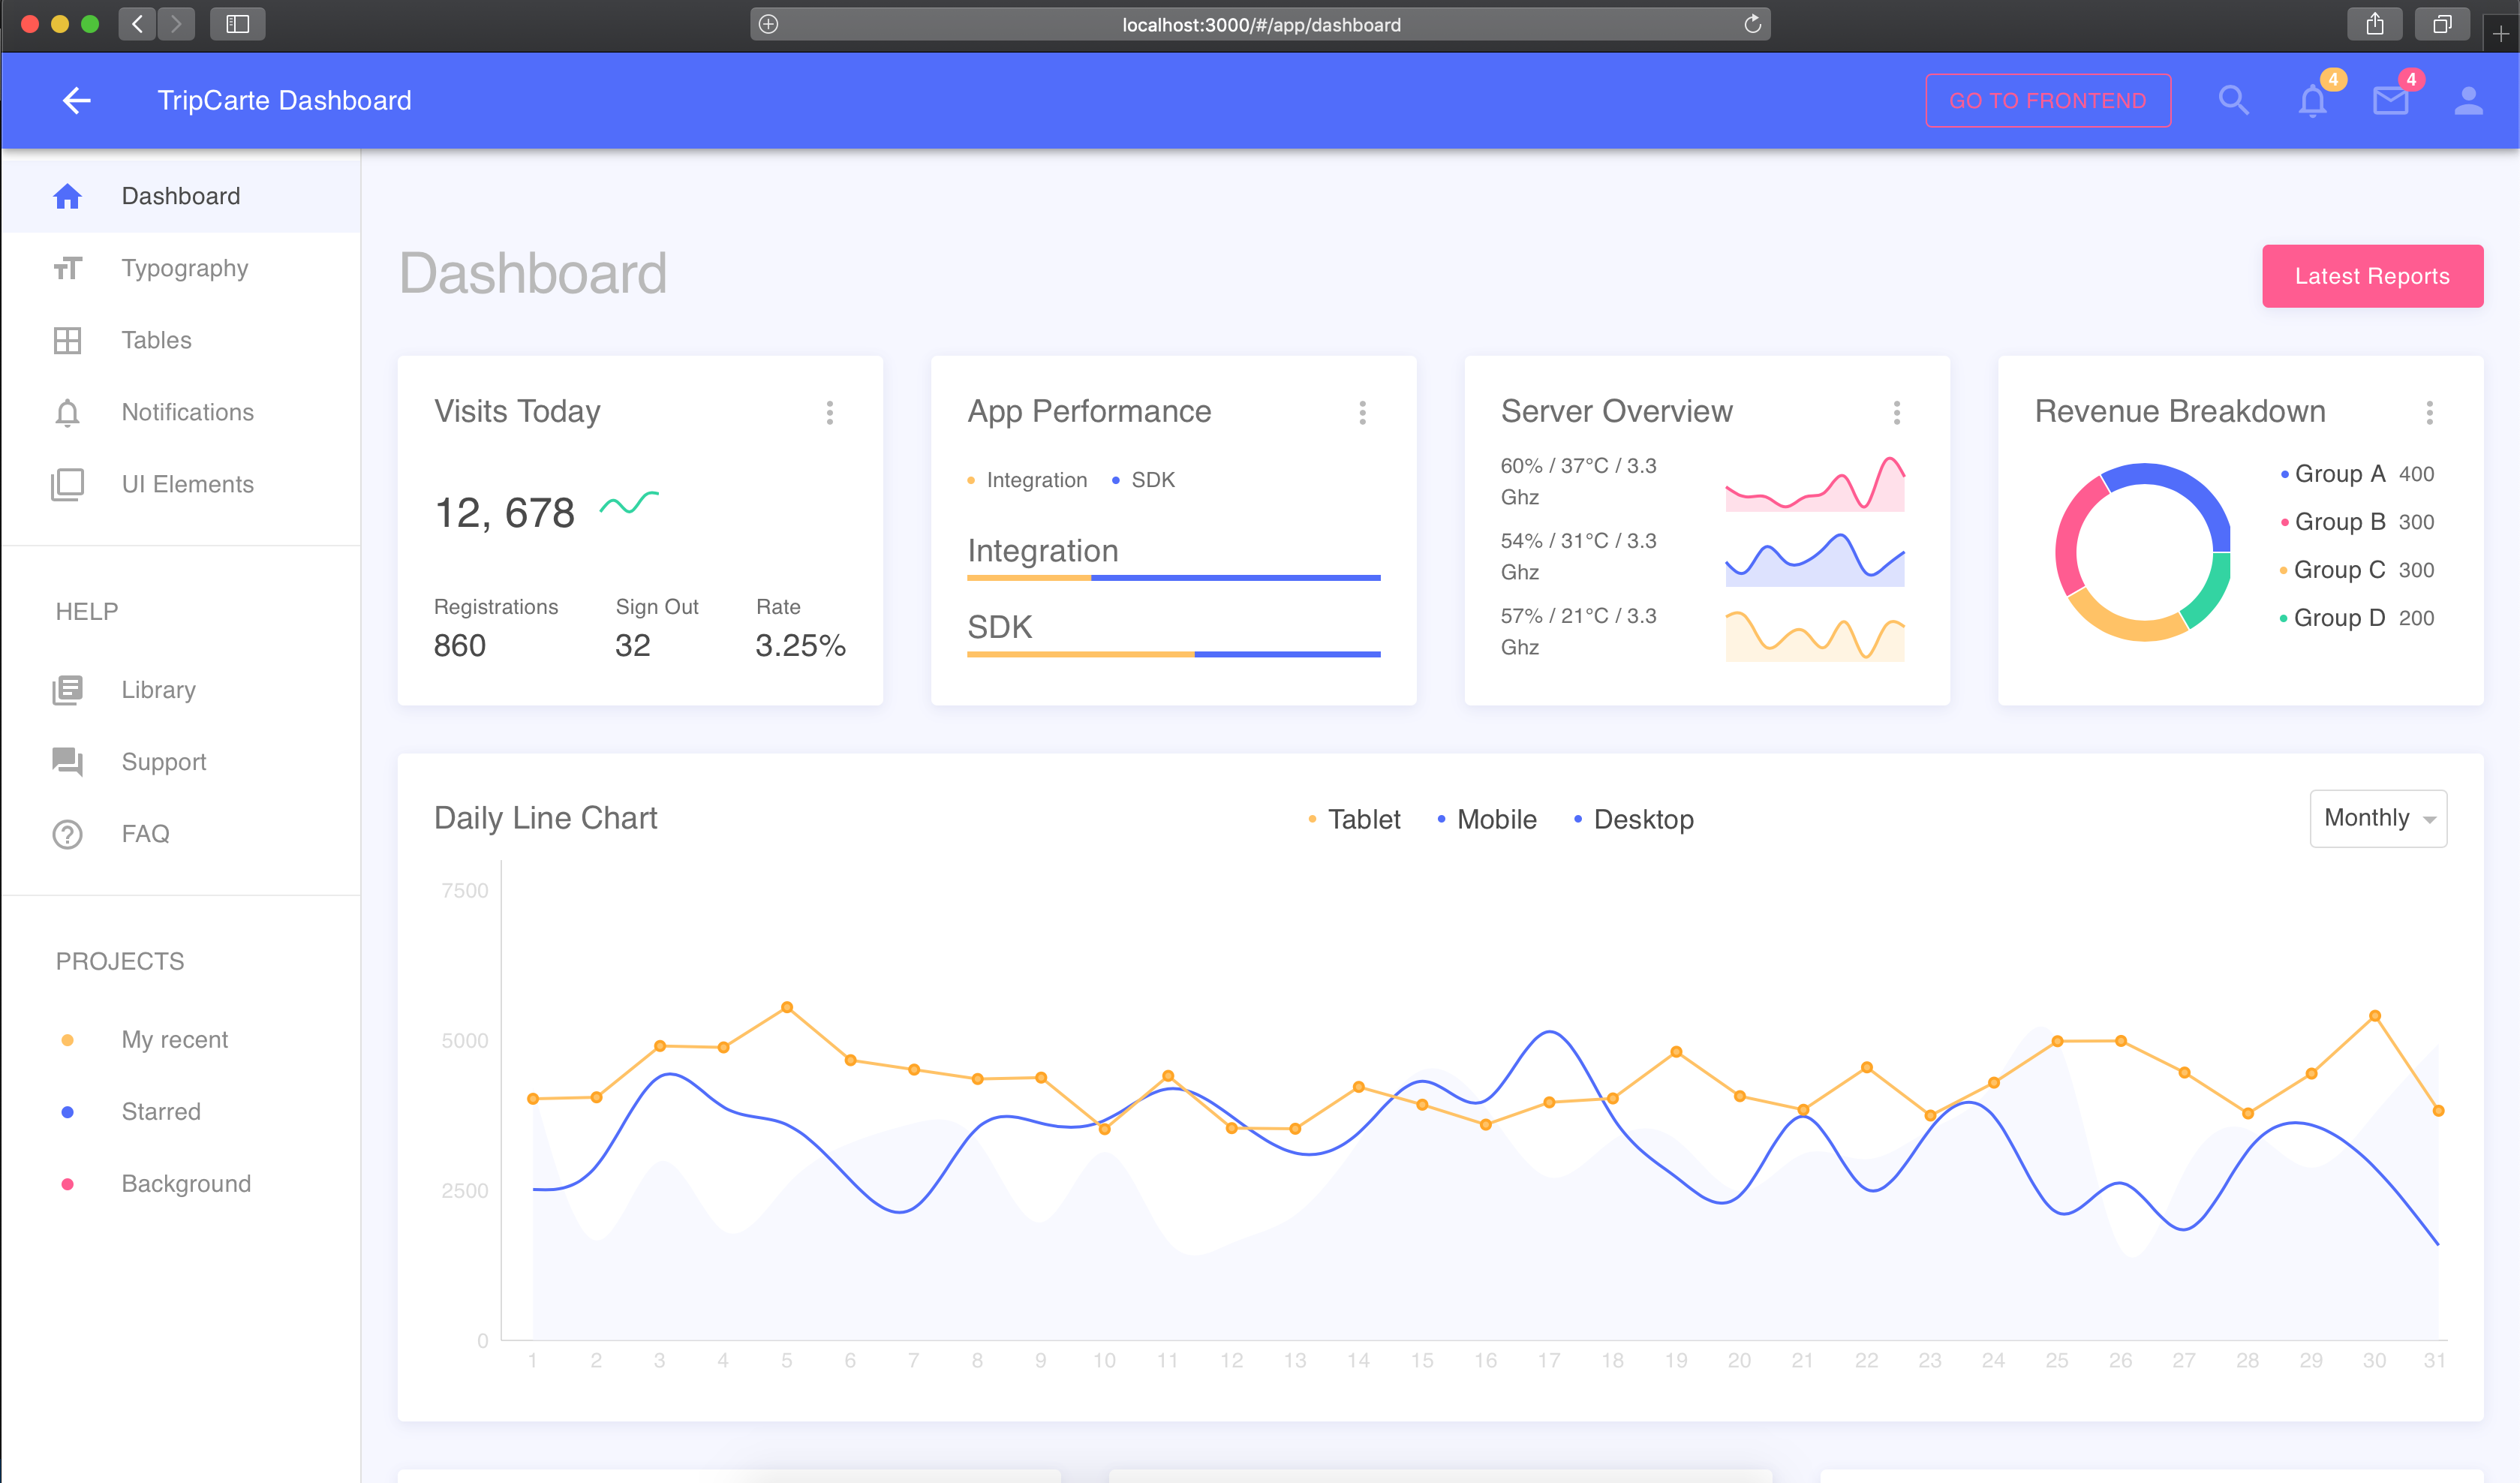 localhost:3000/#/app/dashboard
TripCarte Dashboard
GO TO FRONTEND
4
4
Dashboard
Typography
Tables
Notifications
UI Elements
HELP
Library
Support
FAQ
PROJECTS
My recent
Starred
Background
Dashboard
Latest Reports
Visits Today
12, 678
Registrations Sign Out Rate
860 32 3.25%
App Performance
Integration SDK
Integration
SDK
Server Overview
60% / 37°C / 3.3
Ghz
54% / 31°C / 3.3
Ghz
57% / 21°C / 3.3
Ghz
Revenue Breakdown
Group A 400
Group B 300
Group C 300
Group D 200
Daily Line Chart
Tablet Mobile Desktop
Monthly
7500
5000
2500
0
1 2 3 4 5 6 7 8 9 10 11 12 13 14 15 16 17 18 19 20 21 22 23 24 25 26 27 28 29 30 31